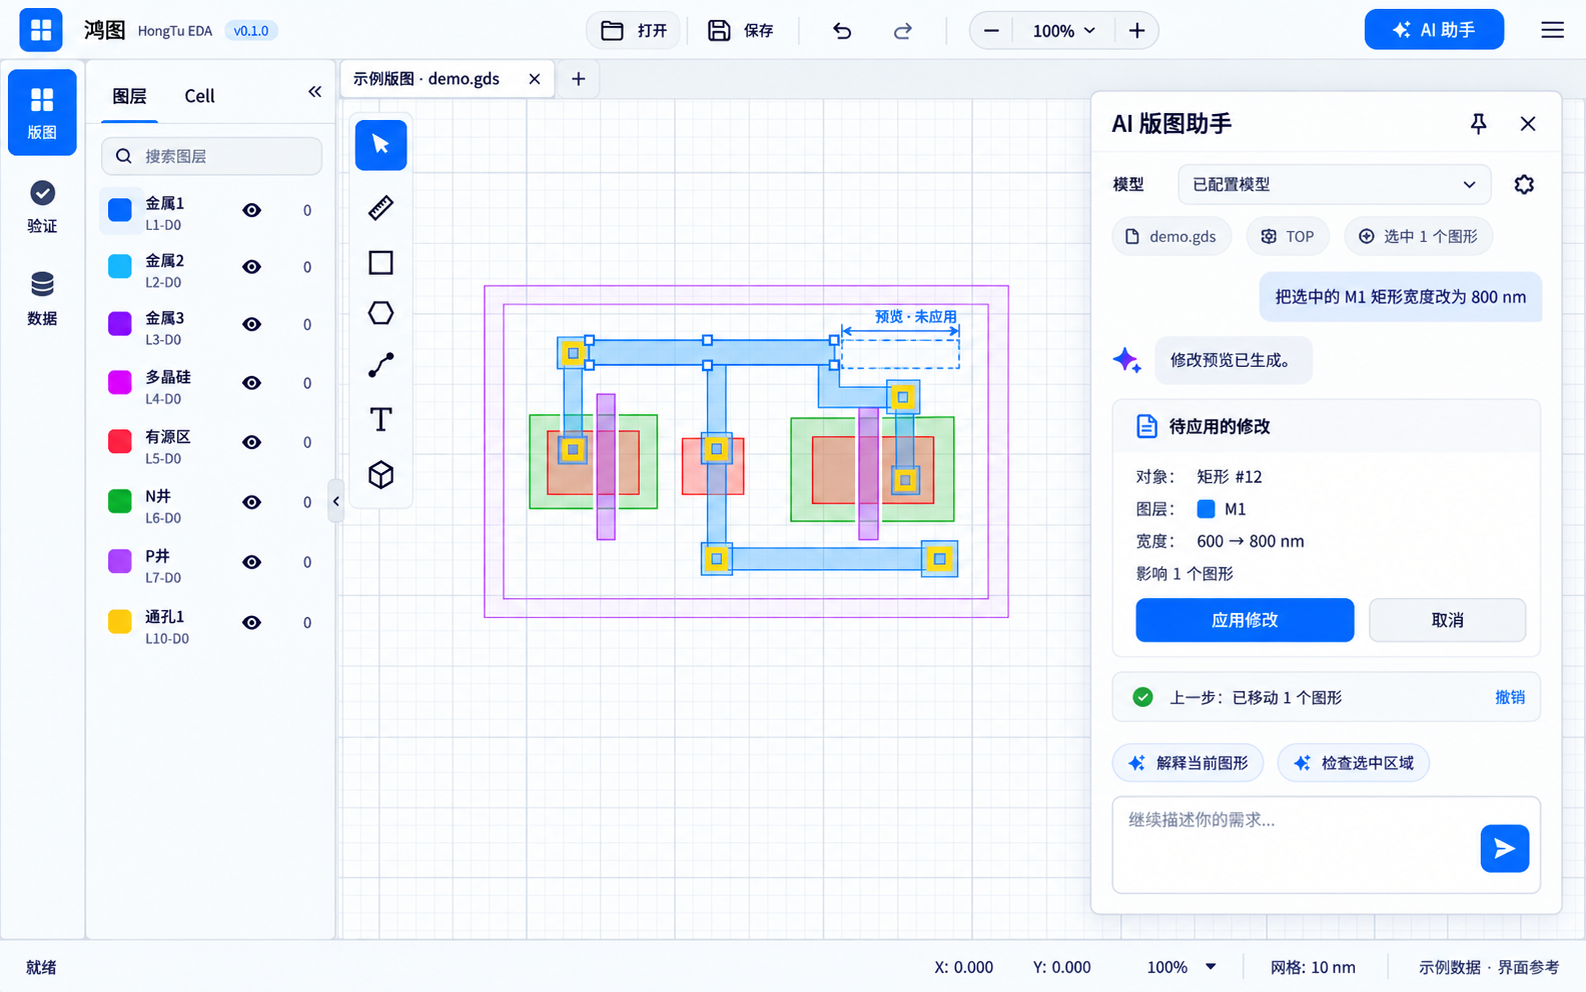 鸿图 HongTu EDA v0.1.0 打开 保存 100% AI 助手
版图
验证
数据
图层 Cell
搜索图层
金属1 0
L1-D0
金属2 0
L2-D0
金属3 0
L3-D0
多晶硅 0
L4-D0
有源区 0
L5-D0
N井 0
L6-D0
P井 0
L7-D0
通孔1 0
L10-D0
示例版图 · demo.gds
T
预览 · 未应用
AI 版图助手
模型 已配置模型
demo.gds TOP 选中 1 个图形
把选中的 M1 矩形宽度改为 800 nm
修改预览已生成。
待应用的修改
对象： 矩形 #12
图层： M1
宽度： 600 → 800 nm
影响 1 个图形
应用修改 取消
上一步：已移动 1 个图形 撤销
解释当前图形 检查选中区域
继续描述你的需求...
就绪 X: 0.000 Y: 0.000 100% 网格: 10 nm 示例数据 · 界面参考